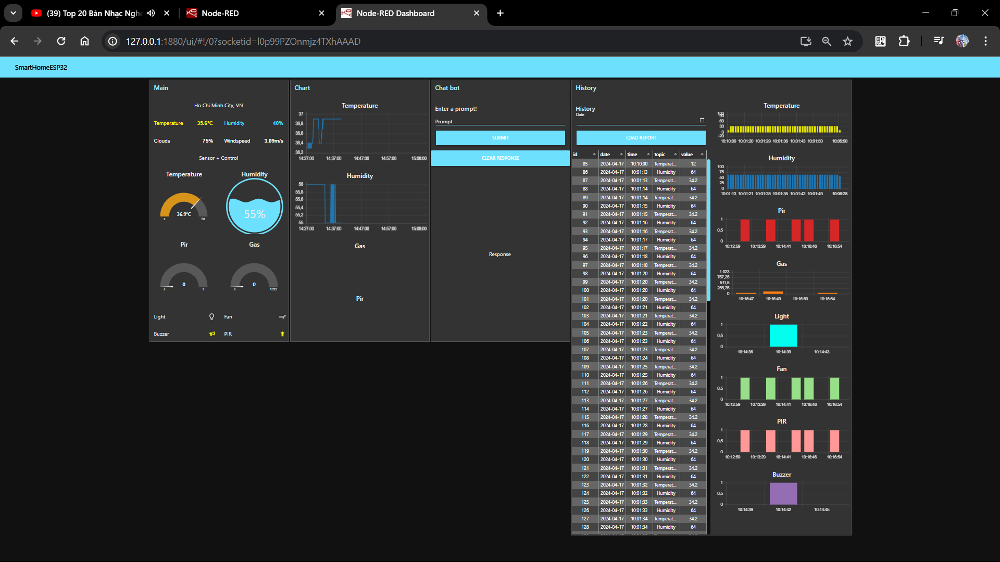 (39) Top 20 Bản Nhạc Nghe
Node-RED
Node-RED Dashboard
127.0.0.1:1880/ui/#!/0?socketid=l0p99PZOnmjz4TXhAAAD
SmartHomeESP32
Main
Ho Chi Minh City, VN
Temperature 35.6°C Humidity 48%
Clouds 75% Windspeed 3.09m/s
Sensor + Control
Temperature Humidity
36.9°C
0 50
55%
Pir Gas
0
0 1
0
0 1023
Light Fan
Buzzer PIR
Chart
Temperature
37
36,8
36,6
36,4
36,2
14:27:00 14:37:00 14:47:00 14:57:00 15:08:00
Humidity
56
55,8
55,6
55,4
55,2
55
14:27:00 14:37:00 14:47:00 14:57:00 15:08:00
Gas
Pir
Chat bot
Enter a prompt!
Prompt
SUBMIT
CLEAR RESPONSE
Response
History
History
Date
LOAD REPORT
id date time topic value
85 2024-04-17 10:10:00 Temperat... 12
86 2024-04-17 10:01:13 Humidity 64
87 2024-04-17 10:01:13 Temperat... 34.2
88 2024-04-17 10:01:14 Humidity 64
89 2024-04-17 10:01:14 Temperat... 34.2
90 2024-04-17 10:01:15 Humidity 64
91 2024-04-17 10:01:15 Temperat... 34.2
92 2024-04-17 10:01:16 Humidity 64
93 2024-04-17 10:01:16 Temperat... 34.2
94 2024-04-17 10:01:17 Humidity 64
95 2024-04-17 10:01:17 Temperat... 34.2
96 2024-04-17 10:01:18 Humidity 64
97 2024-04-17 10:01:18 Temperat... 34.2
98 2024-04-17 10:01:20 Humidity 64
99 2024-04-17 10:01:20 Temperat... 34.2
100 2024-04-17 10:01:20 Humidity 64
101 2024-04-17 10:01:20 Temperat... 34.2
102 2024-04-17 10:01:21 Humidity 64
103 2024-04-17 10:01:21 Temperat... 34.2
104 2024-04-17 10:01:22 Humidity 64
105 2024-04-17 10:01:23 Temperat... 34.2
106 2024-04-17 10:01:23 Humidity 64
107 2024-04-17 10:01:23 Temperat... 34.2
108 2024-04-17 10:01:24 Humidity 64
109 2024-04-17 10:01:25 Temperat... 34.2
110 2024-04-17 10:01:25 Humidity 64
111 2024-04-17 10:01:26 Temperat... 34.2
112 2024-04-17 10:01:26 Humidity 64
113 2024-04-17 10:01:27 Temperat... 34.2
114 2024-04-17 10:01:27 Humidity 64
115 2024-04-17 10:01:28 Temperat... 34.2
116 2024-04-17 10:01:28 Humidity 64
117 2024-04-17 10:01:29 Temperat... 34.2
118 2024-04-17 10:01:29 Humidity 64
119 2024-04-17 10:01:30 Temperat... 34.2
120 2024-04-17 10:01:30 Humidity 64
121 2024-04-17 10:01:31 Temperat... 34.2
122 2024-04-17 10:01:31 Humidity 64
123 2024-04-17 10:01:32 Temperat... 34.2
124 2024-04-17 10:01:32 Humidity 64
125 2024-04-17 10:01:33 Temperat... 34.2
126 2024-04-17 10:01:33 Humidity 64
127 2024-04-17 10:01:34 Temperat... 34.2
128 2024-04-17 10:01:34 Humidity 64
Temperature
100
60
30
0
-20
10:10:00 10:01:20 10:01:29 10:01:36 10:01:43 10:01:50 10:05:50
Humidity
100
75
50
25
0
10:01:13 10:01:21 10:01:28 10:01:35 10:01:42 10:01:49 10:06:28
Pir
1
0,5
0
10:12:59 10:13:29 10:14:41 10:16:46 10:16:54
Gas
1.023
767,25
511,5
255,75
0
10:16:47 10:16:49 10:16:50 10:16:54
Light
1
0,5
0
10:14:36 10:14:39 10:14:43
Fan
1
0,5
0
10:12:59 10:13:29 10:14:41 10:16:46 10:16:54
PIR
1
0,5
0
10:12:59 10:13:29 10:14:41 10:16:46 10:16:54
Buzzer
1
0,5
0
10:14:39 10:14:42 10:14:45